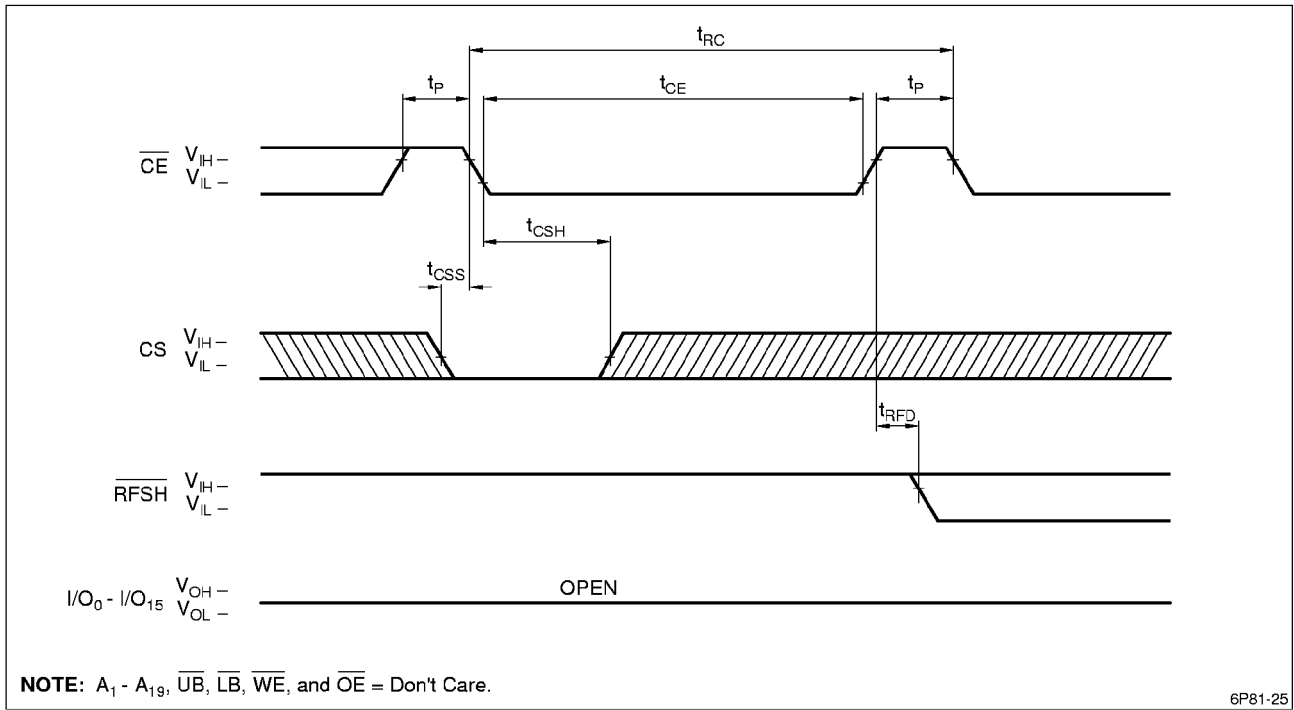 tRC
tP
tCE
tP
CE VIH –
VIL –
tCSH
tCSS
CS VIH –
VIL –
tRFD
RFSH VIH –
VIL –
I/O0 - I/O15 VOH –
VOL –
OPEN
NOTE: A1 - A19, UB, LB, WE, and OE = Don't Care.
6P81-25